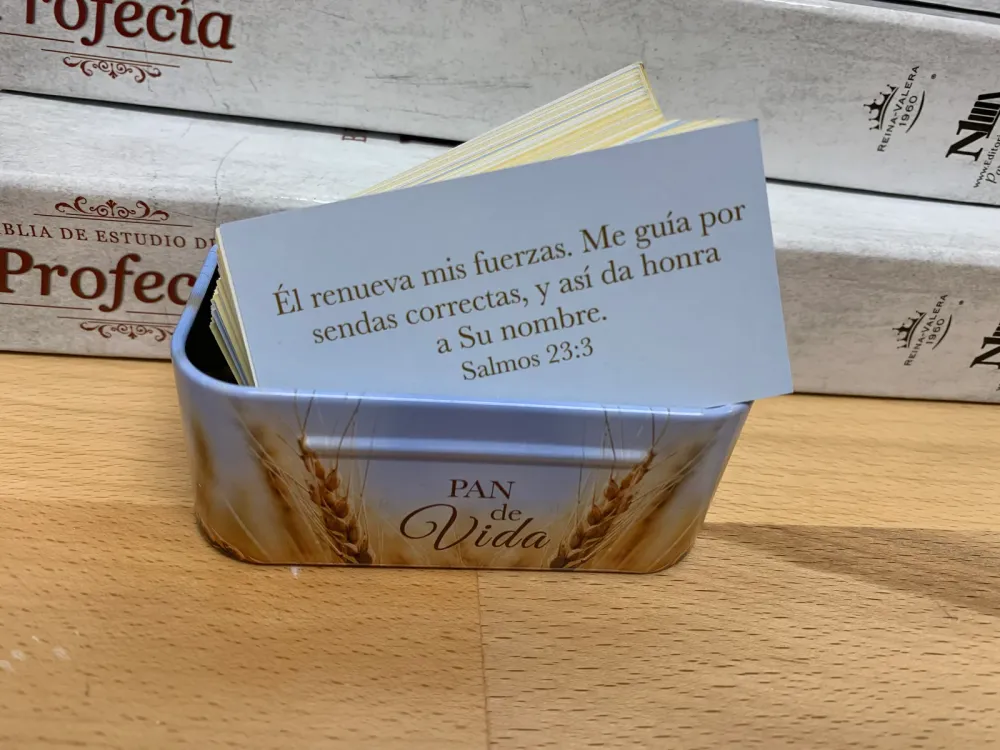 Profecía
REINA-VALERA
1960
BIBLIA DE ESTUDIO DE
Profec
REINA-VALERA
1960
Él renueva mis fuerzas. Me guía por
sendas correctas, y así da honra
a Su nombre.
Salmos 23:3
PAN
de
Vida